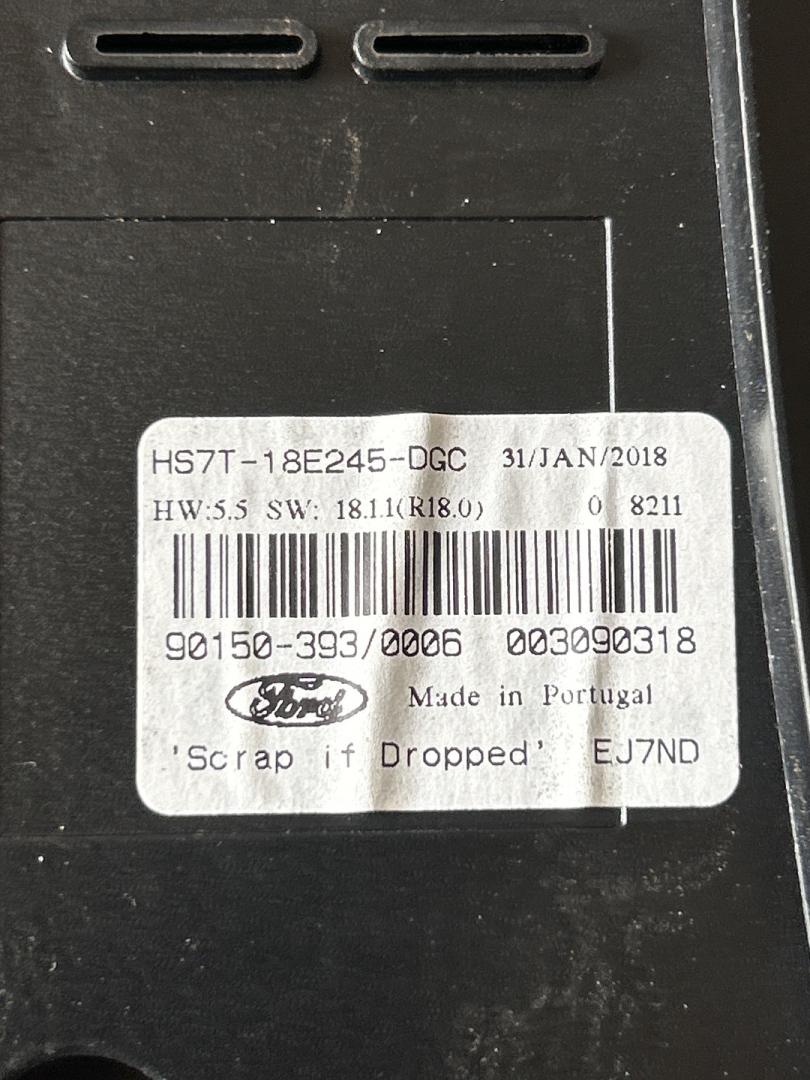 HS7T-18E245-DGC 31/JAN/2018
HW:5.5 SW: 18.1.1(R18.0) 0 8211
90150-393/0006 003090318
Ford Made in Portugal
'Scrap if Dropped' EJ7ND